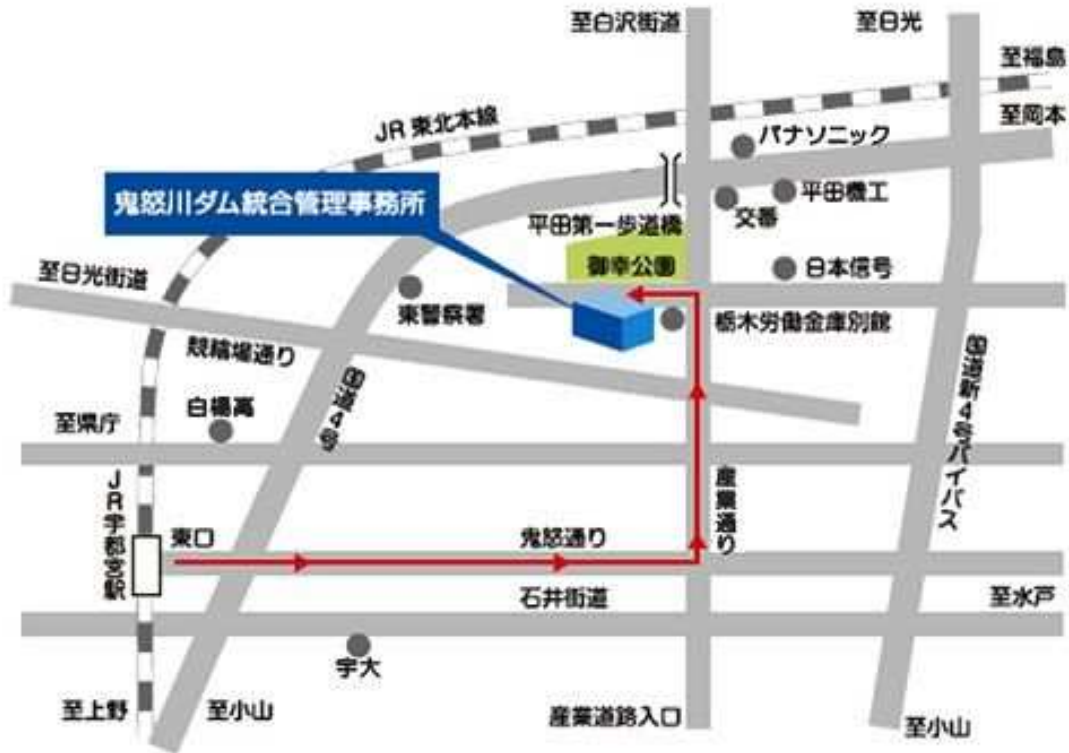 至白沢街道
至日光
至福島
JR 東北本線
至岡本
パナソニック
鬼怒川ダム統合管理事務所
平田機工
交番
平田第一歩道橋
御幸公園
日本信号
至日光街道
東警察署
栃木労働金庫別館
競輪場通り
国道4号
国道新4号バイパス
白楊高
至県庁
JR宇都宮駅
東口
鬼怒通り
産業通り
石井街道
至水戸
宇大
至上野
至小山
産業道路入口
至小山